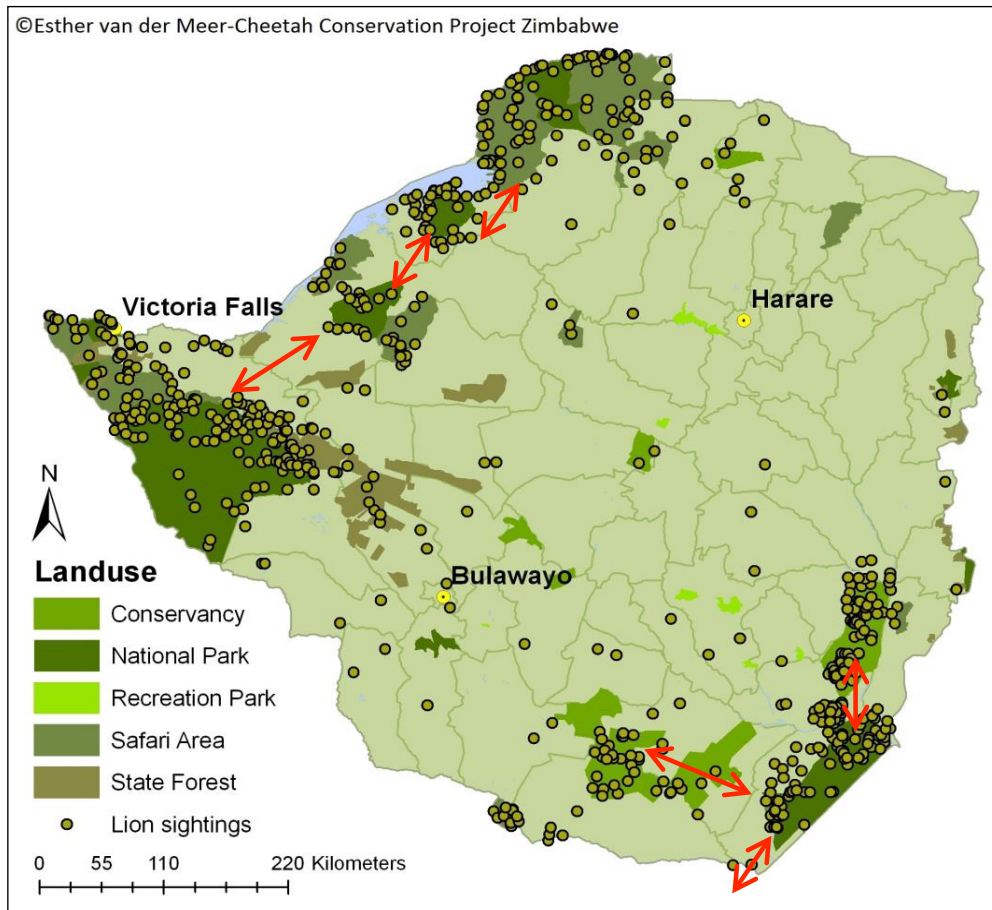 ©Esther van der Meer-Cheetah Conservation Project Zimbabwe
Victoria Falls
Harare
N
Bulawayo
Landuse
Conservancy
National Park
Recreation Park
Safari Area
State Forest
Lion sightings
0 55 110 220 Kilometers